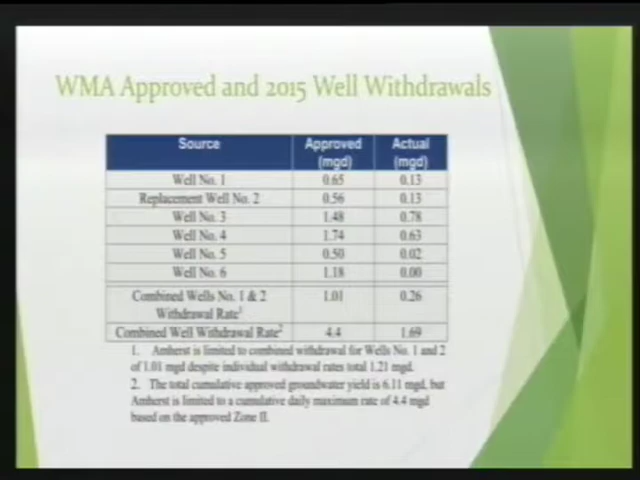 WMA Approved and 2015 Well Withdrawals
Source Approved (mgd) Actual (mgd)
Well No. 1 0.65 0.13
Replacement Well No. 2 0.56 0.13
Well No. 3 1.48 0.78
Well No. 4 1.74 0.63
Well No. 5 0.50 0.02
Well No. 6 1.18 0.00
Combined Wells No. 1 & 2 Withdrawal Rate¹ 1.01 0.26
Combined Well Withdrawal Rate² 4.4 1.69
1. Amherst is limited to combined withdrawal for Wells No. 1 and 2
of 1.01 mgd despite individual withdrawal rates total 1.21 mgd.
2. The total cumulative approved groundwater yield is 6.11 mgd, but
Amherst is limited to a cumulative daily maximum rate of 4.4 mgd
based on the approved Zone II.